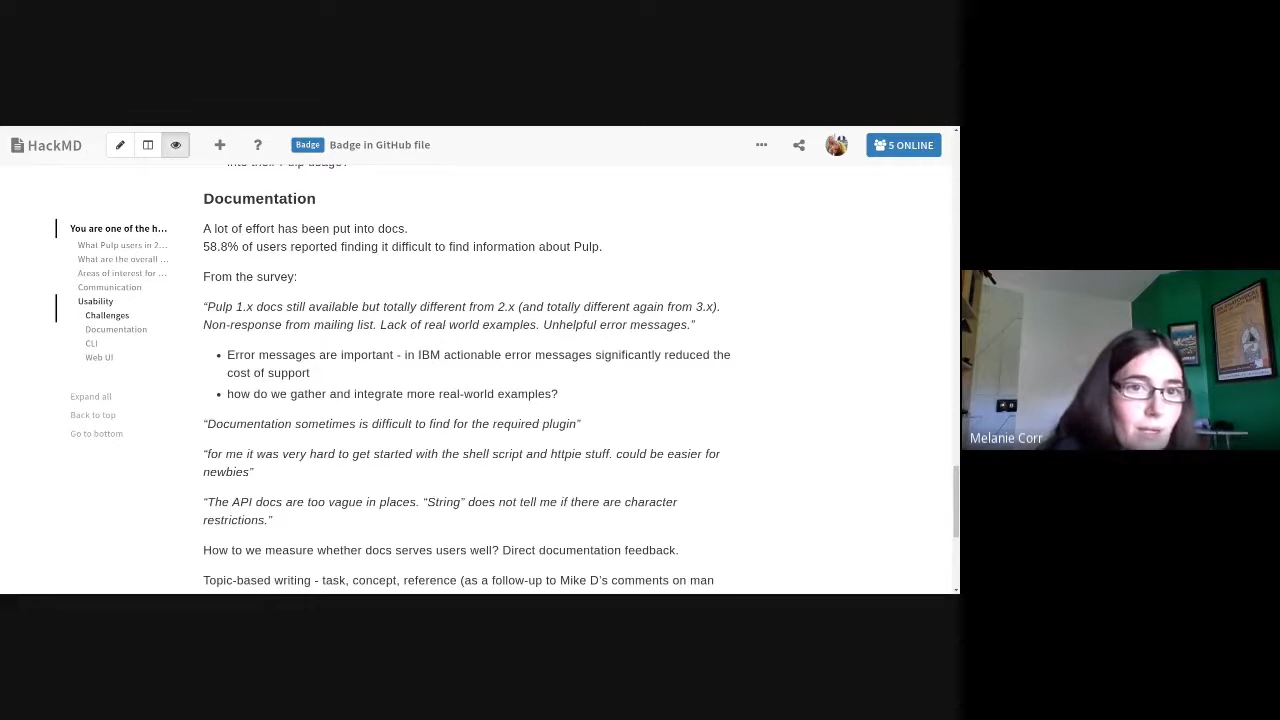 HackMD
Badge Badge in GitHub file
5 ONLINE
into their Pulp usage?
Documentation
A lot of effort has been put into docs.
58.8% of users reported finding it difficult to find information about Pulp.
From the survey:
“Pulp 1.x docs still available but totally different from 2.x (and totally different again from 3.x).
Non-response from mailing list. Lack of real world examples. Unhelpful error messages.”
Error messages are important - in IBM actionable error messages significantly reduced the
cost of support
how do we gather and integrate more real-world examples?
“Documentation sometimes is difficult to find for the required plugin”
“for me it was very hard to get started with the shell script and httpie stuff. could be easier for
newbies”
“The API docs are too vague in places. “String” does not tell me if there are character
restrictions.”
How to we measure whether docs serves users well? Direct documentation feedback.
Topic-based writing - task, concept, reference (as a follow-up to Mike D’s comments on man
You are one of the h...
What Pulp users in 2...
What are the overall ...
Areas of interest for ...
Communication
Usability
Challenges
Documentation
CLI
Web UI
Expand all
Back to top
Go to bottom
Melanie Corr